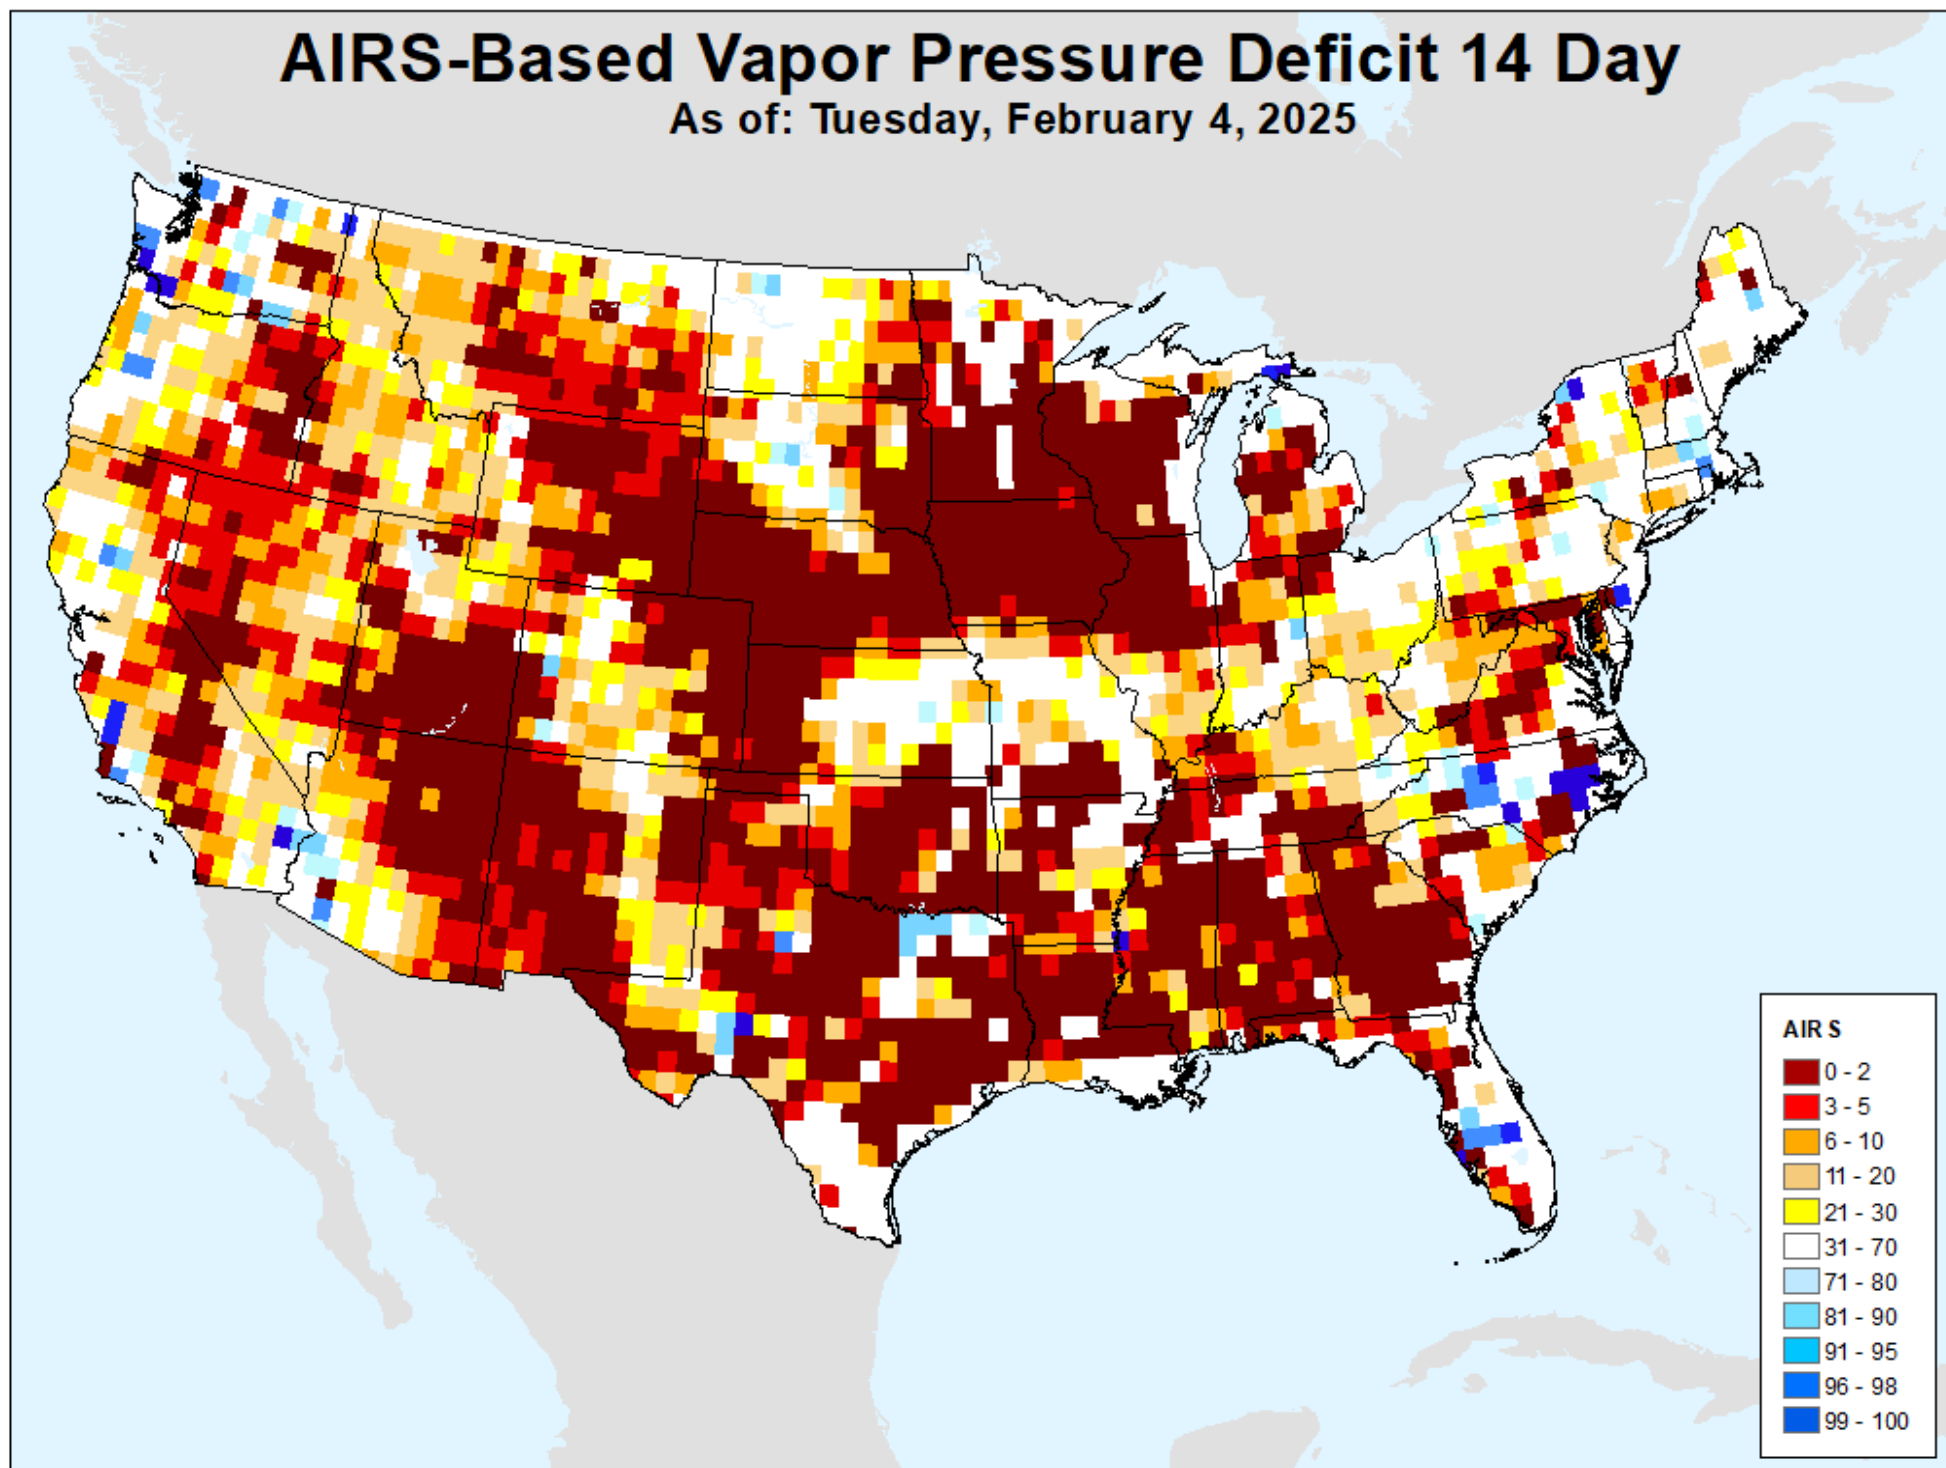 AIRS-Based Vapor Pressure Deficit 14 Day
As of: Tuesday, February 4, 2025
AIRS
0 - 2
3 - 5
6 - 10
11 - 20
21 - 30
31 - 70
71 - 80
81 - 90
91 - 95
96 - 98
99 - 100